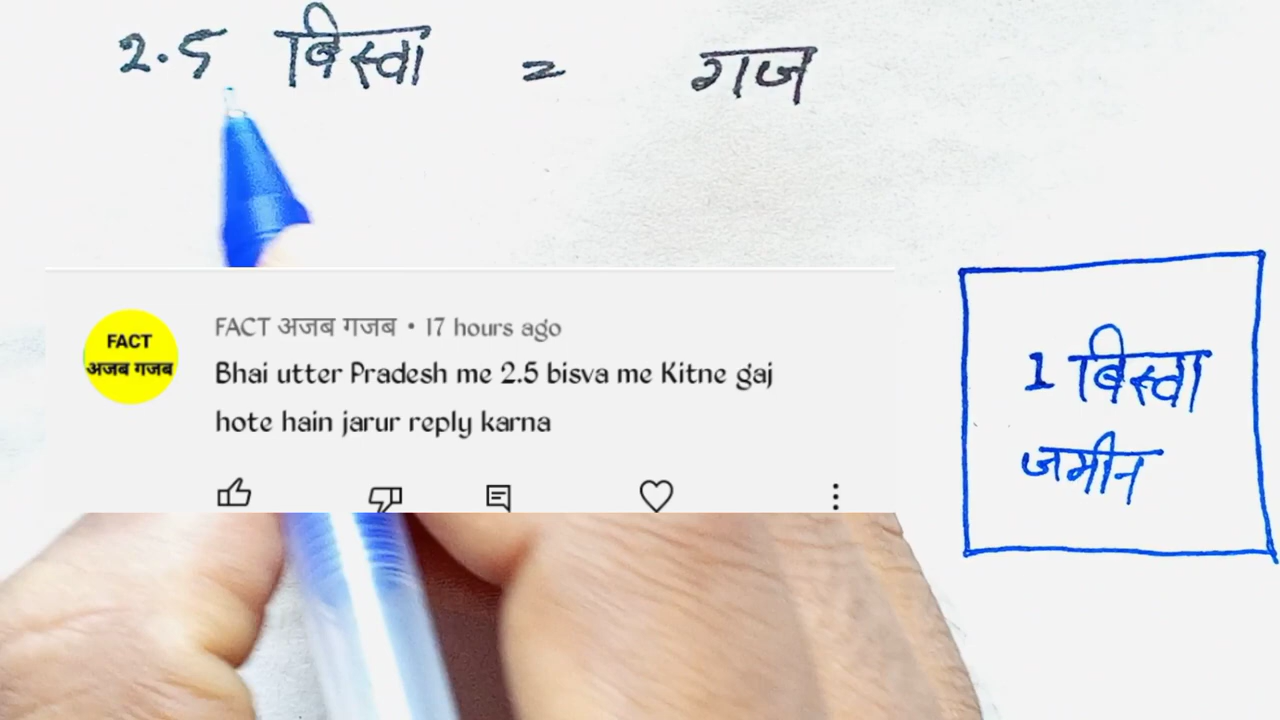 2.5 बिस्वा = गज
FACT अजब गजब • 17 hours ago
FACT
अजब गजब
Bhai utter Pradesh me 2.5 bisva me Kitne gaj
hote hain jarur reply karna
1 बिस्वा
जमीन